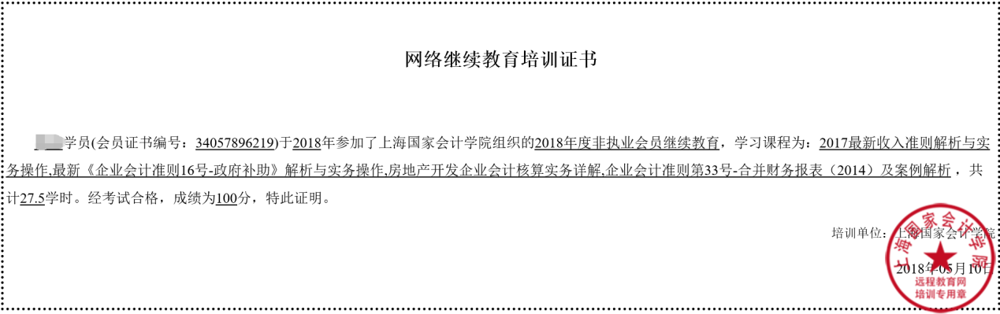 网络继续教育培训证书
学员(会员证书编号：34057896219)于2018年参加了上海国家会计学院组织的2018年度非执业会员继续教育，学习课程为：2017最新收入准则解析与实
务操作,最新《企业会计准则16号-政府补助》解析与实务操作,房地产开发企业会计核算实务详解,企业会计准则第33号-合并财务报表（2014）及案例解析，共
计27.5学时。经考试合格，成绩为100分，特此证明。
培训单位：上海国家会计学院
2018年05月10日
上海国家会计学院
远程教育网
培训专用章